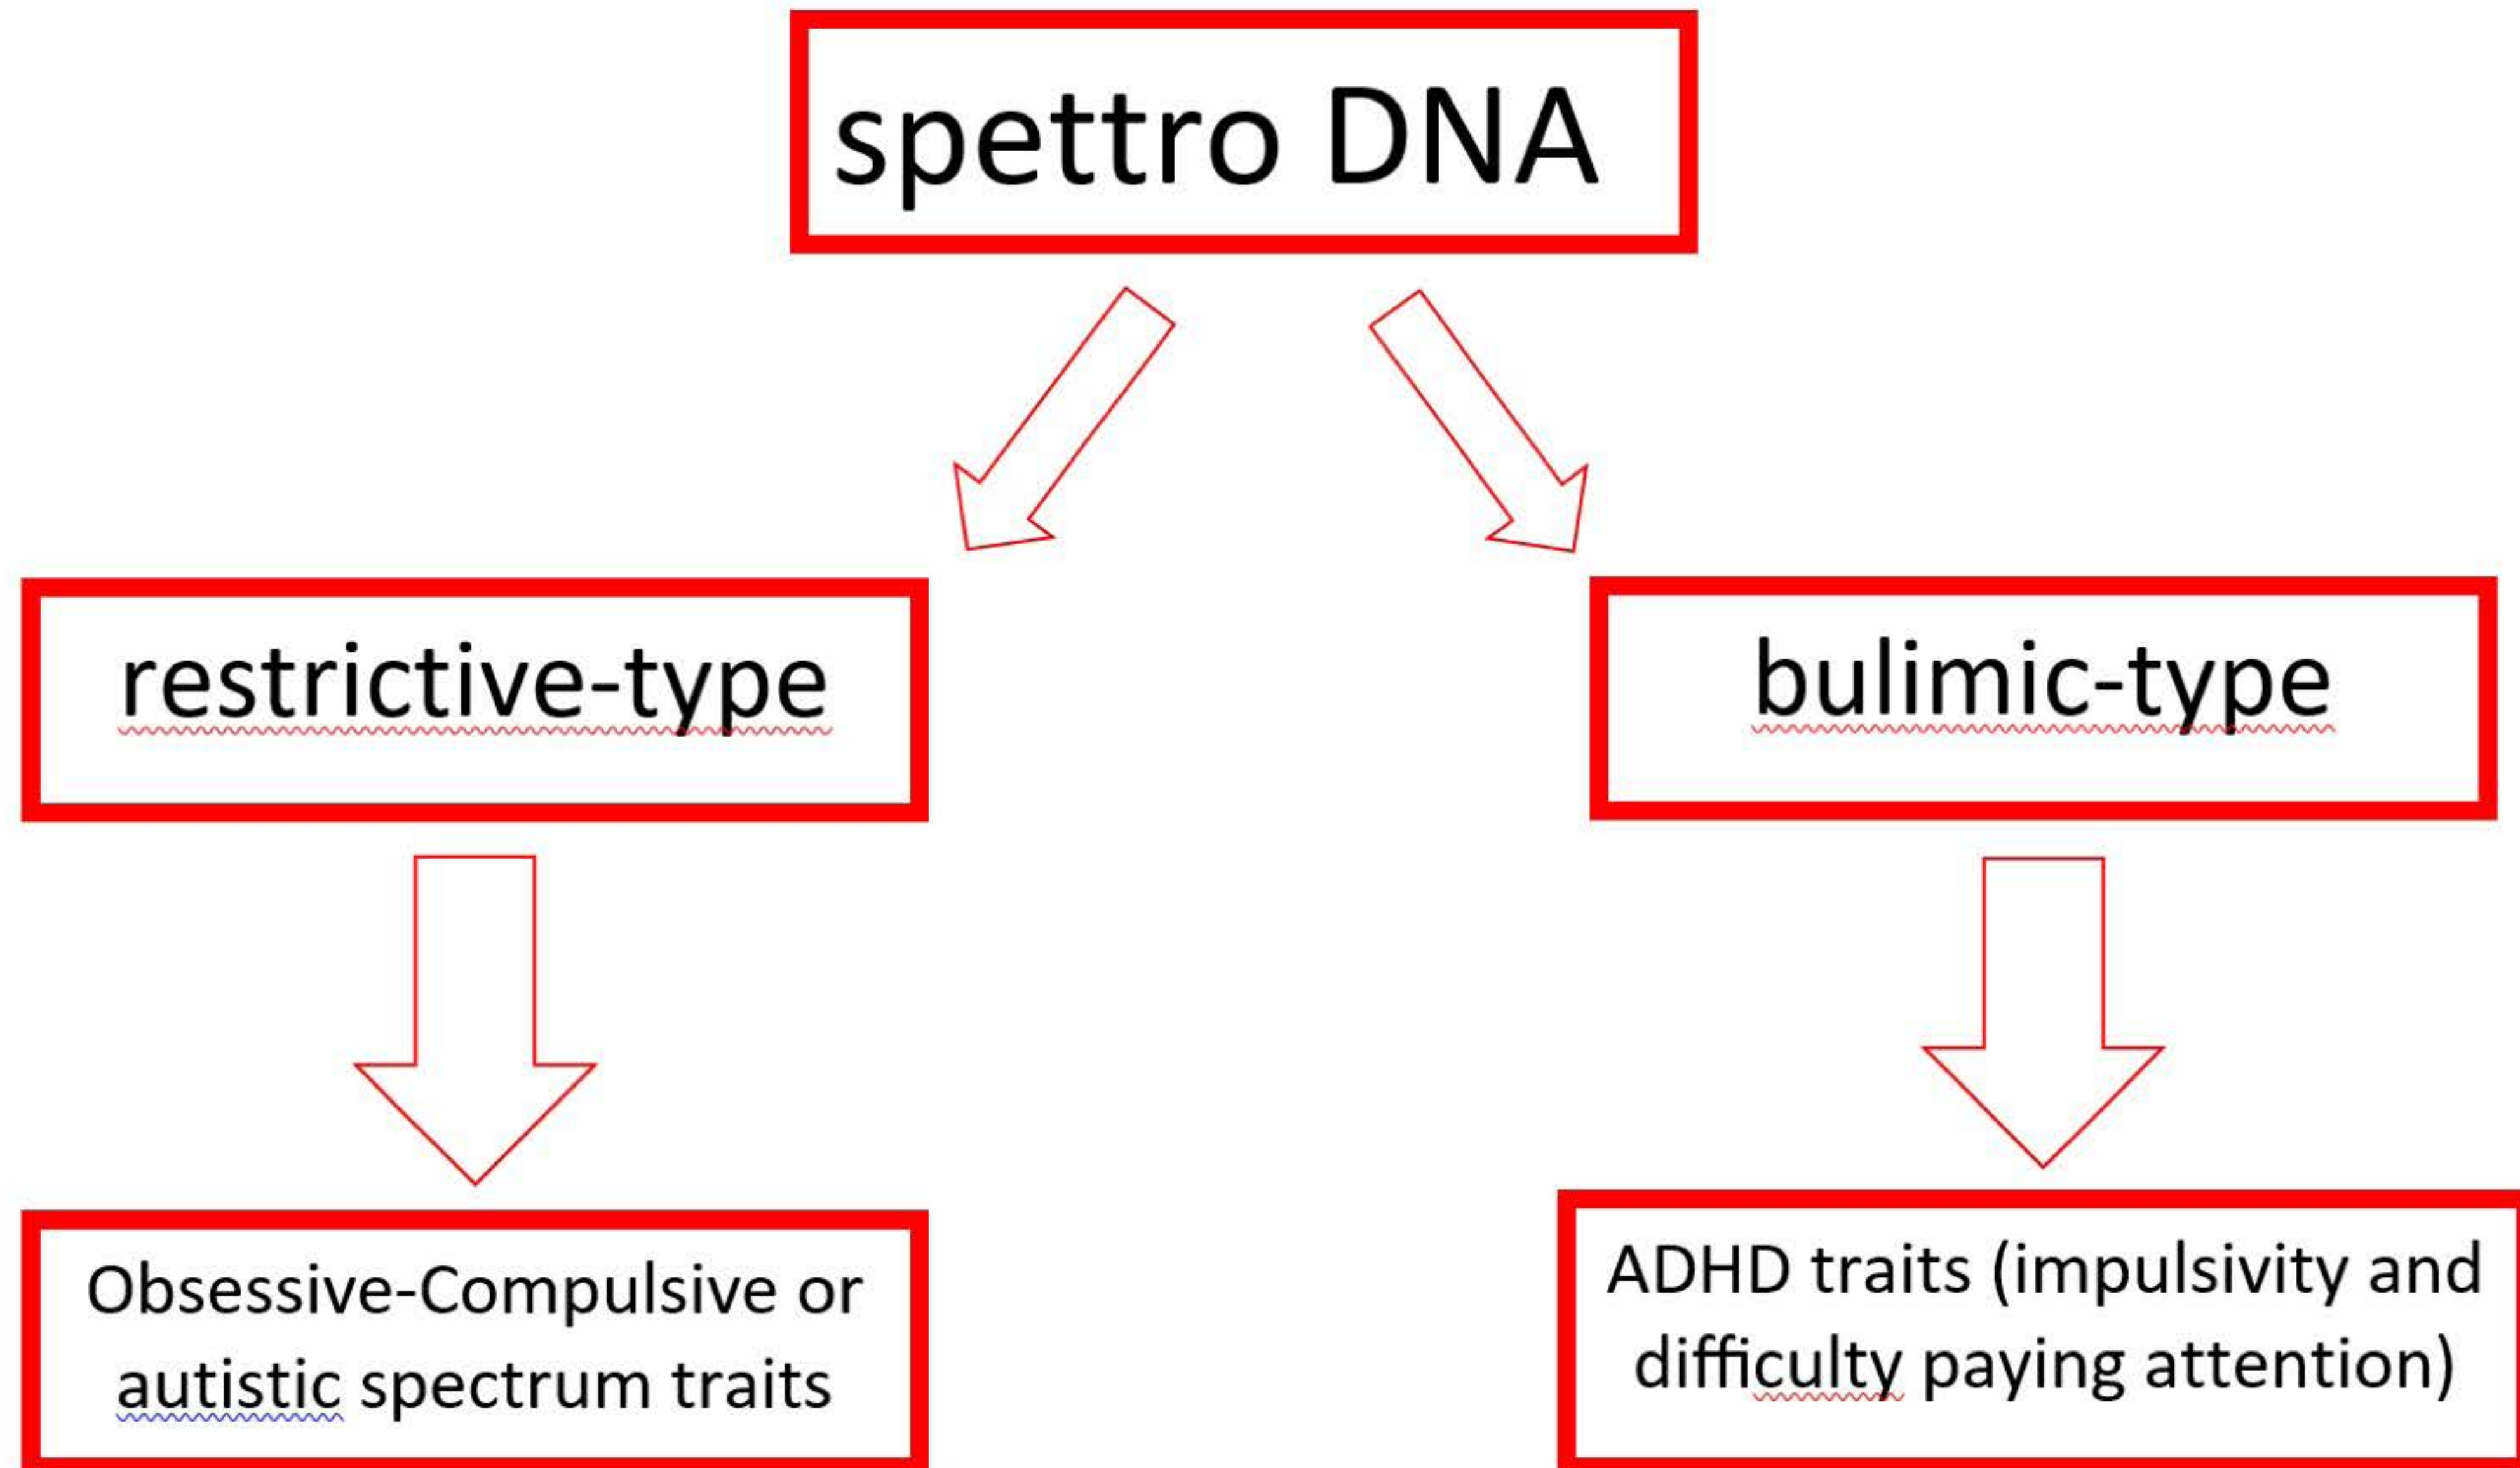 spettro DNA
restrictive-type
bulimic-type
Obsessive-Compulsive or
autistic spectrum traits
ADHD traits (impulsivity and
difficulty paying attention)